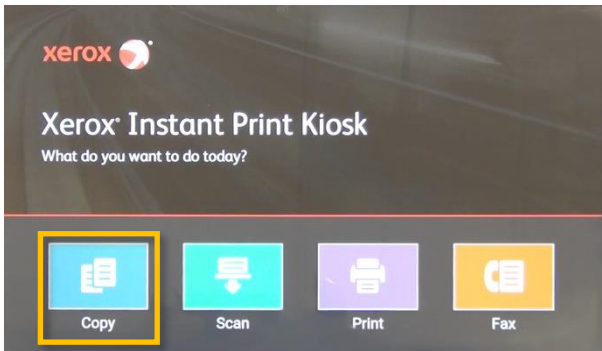 xerox
Xerox® Instant Print Kiosk
What do you want to do today?
Copy
Scan
Print
Fax